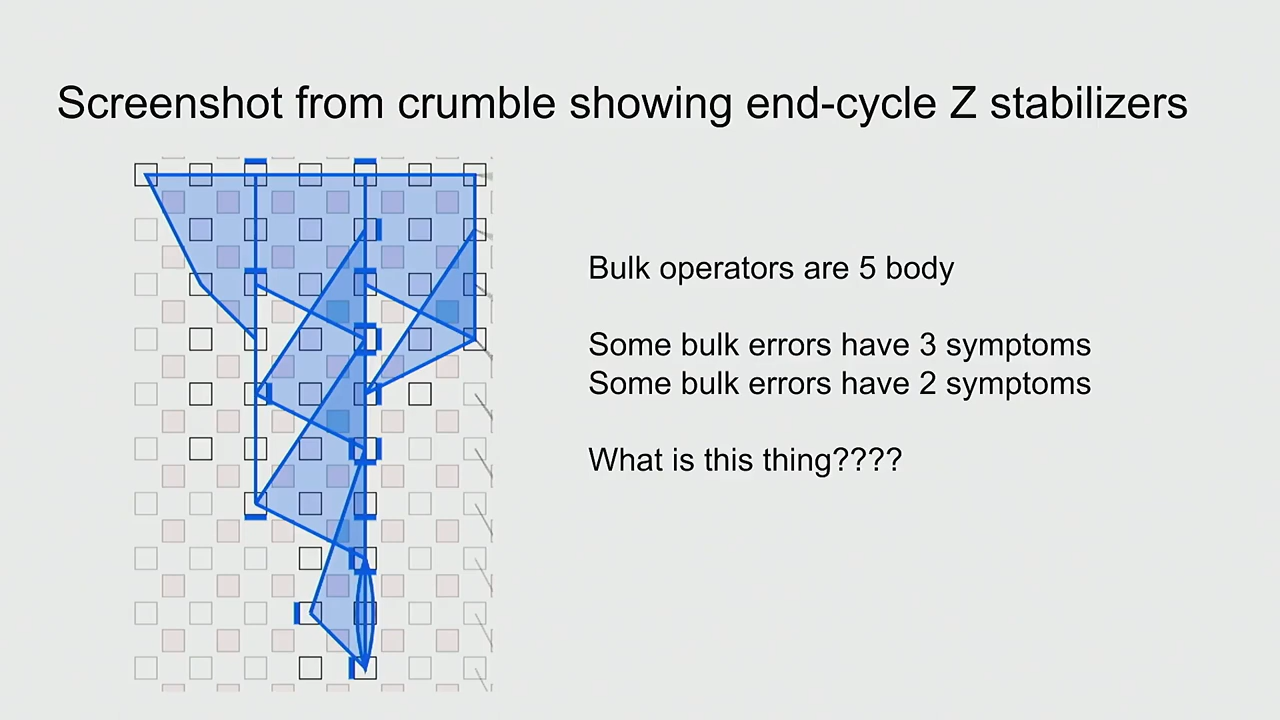 Screenshot from crumble showing end-cycle Z stabilizers
Bulk operators are 5 body
Some bulk errors have 3 symptoms
Some bulk errors have 2 symptoms
What is this thing????